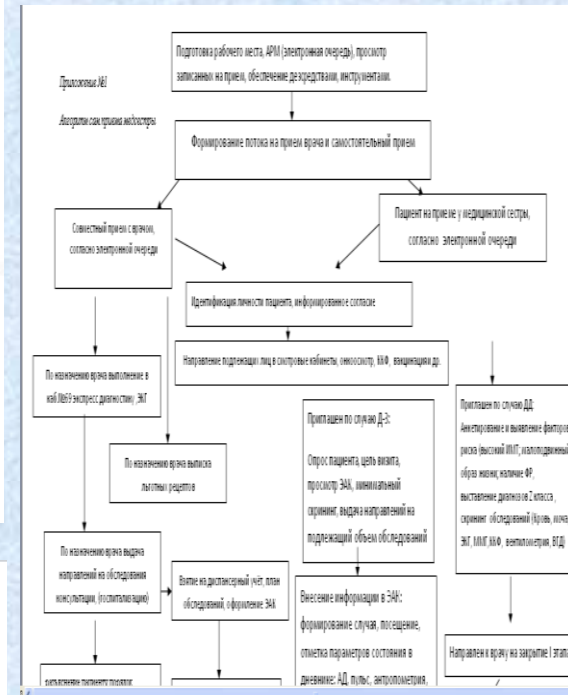 Подготовка рабочего места, АРМ (электронная очередь), просмотр
записанных на прием, обеспечение дезсредствами, инструментами.
Приложение №1
Алгоритм сам.приема медсестры
Формирование потока на прием врача и самостоятельный прием
Совместный прием с врачом,
согласно электронной очереди
Пациент на приеме у медицинской сестры,
согласно электронной очереди
Идентификация личности пациента, информированное согласие
Направление подлежащих лиц в смотровые кабинеты, онкоосмотр, ККФ, вакцинация и др.
По назначению врача выполнение в
каб.№59 экспресс диагностику ,ЭКГ
По назначению врача выписка
льготных рецептов
Приглашен по случаю Д-З:
Опрос пациента, цель визита,
просмотр ЭАК, минимальный
скрининг, выдача направлений на
подлежащий объем обследований
Приглашен по случаю ДД:
Анкетирование и выявление факторов
риска (высокий ИМТ; малоподвижный
образ жизни; наличие ФР,
выставление диагнозов Z класса ,
скрининг обследований (Кровь, моча,
ЭКГ, ММГ, ККФ, вентилометрия, ВГД)
По назначению врача выдача
направлений на обследования
консультации, (госпитализацию)
Взятие на диспансерный учёт, план
обследований, оформление ЭАК
Внесение информации в ЭАК:
формирование случая, посещение,
отметка параметров состояния в
дневнике: АД, пульс, антропометрия,
Направлен к врачу на закрытие I этапа
разъяснение пациенту порядок